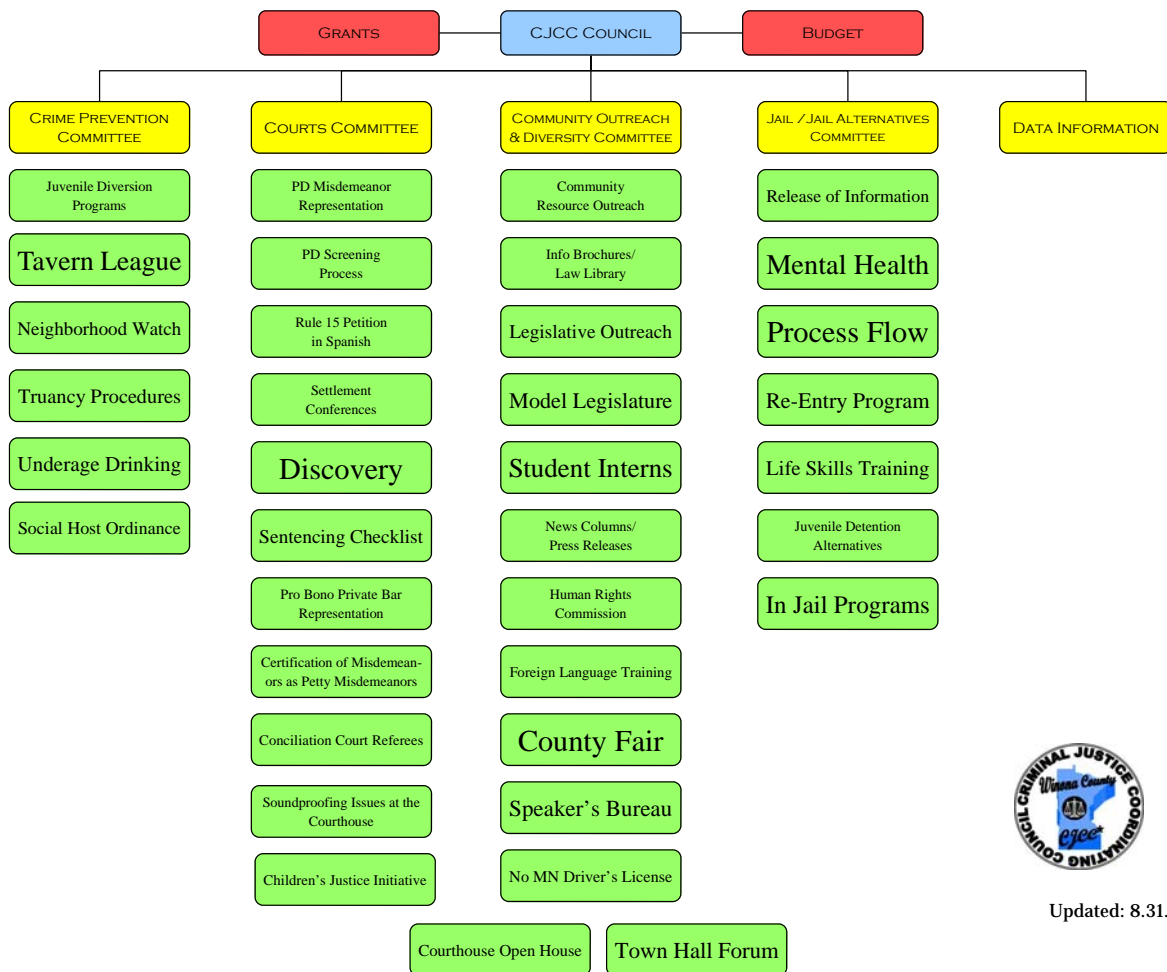 GRANTS
CJCC COUNCIL
BUDGET
CRIME PREVENTION
COMMITTEE
COURTS COMMITTEE
COMMUNITY OUTREACH
& DIVERSITY COMMITTEE
JAIL /JAIL ALTERNATIVES
COMMITTEE
DATA INFORMATION
Juvenile Diversion
Programs
Tavern League
Neighborhood Watch
Truancy Procedures
Underage Drinking
Social Host Ordinance
PD Misdemeanor
Representation
PD Screening
Process
Rule 15 Petition
in Spanish
Settlement
Conferences
Discovery
Sentencing Checklist
Pro Bono Private Bar
Representation
Certification of Misdemean-
ors as Petty Misdemeanors
Conciliation Court Referees
Soundproofing Issues at the
Courthouse
Children's Justice Initiative
Community
Resource Outreach
Info Brochures/
Law Library
Legislative Outreach
Model Legislature
Student Interns
News Columns/
Press Releases
Human Rights
Commission
Foreign Language Training
County Fair
Speaker's Bureau
No MN Driver's License
Release of Information
Mental Health
Process Flow
Re-Entry Program
Life Skills Training
Juvenile Detention
Alternatives
In Jail Programs
Courthouse Open House
Town Hall Forum
CRIMINAL JUSTICE COORDINATING COUNCIL
Winona County
CJCC
Updated: 8.31.